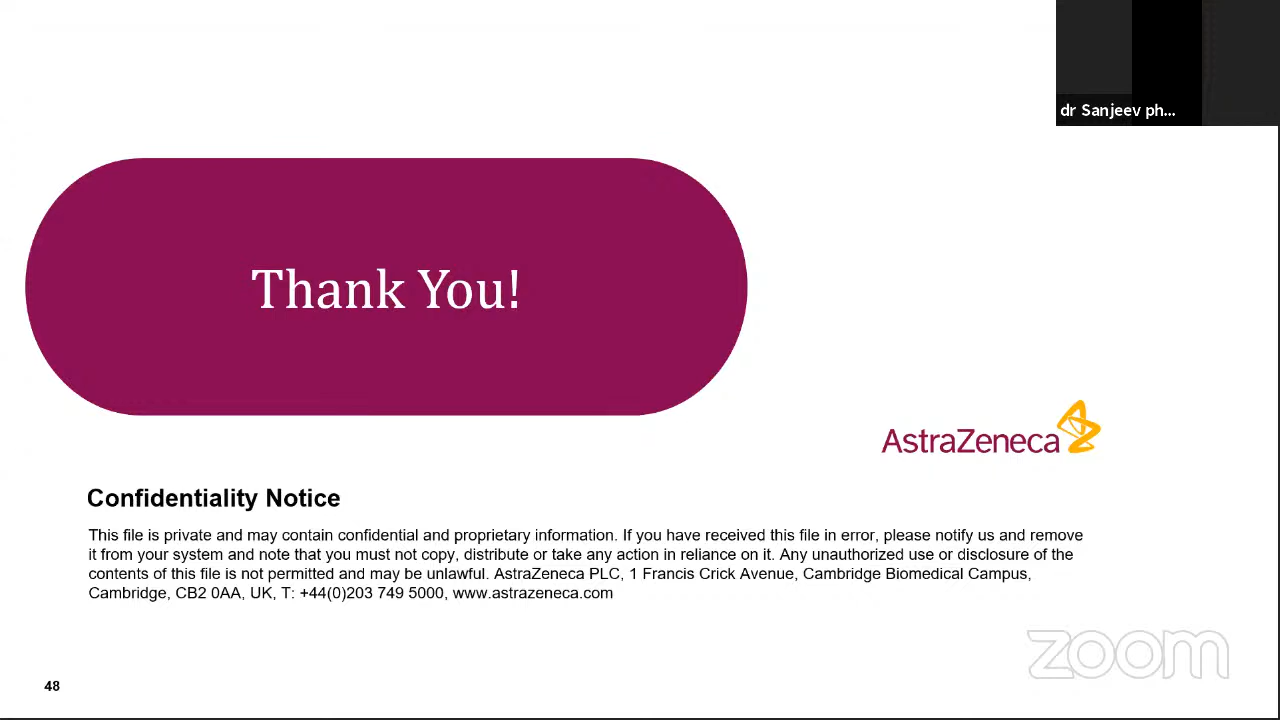 dr Sanjeev ph...
Thank You!
AstraZeneca
Confidentiality Notice
This file is private and may contain confidential and proprietary information. If you have received this file in error, please notify us and remove
it from your system and note that you must not copy, distribute or take any action in reliance on it. Any unauthorized use or disclosure of the
contents of this file is not permitted and may be unlawful. AstraZeneca PLC, 1 Francis Crick Avenue, Cambridge Biomedical Campus,
Cambridge, CB2 0AA, UK, T: +44(0)203 749 5000, www.astrazeneca.com
zoom
48